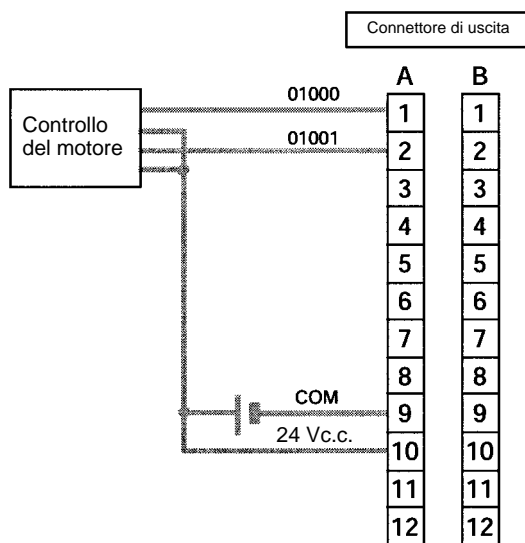 Connettore di uscita
A B
01000
1 1
Controllo
del motore
01001
2 2
3 3
4 4
5 5
6 6
7 7
8 8
COM
9 9
24 Vc.c.
10 10
11 11
12 12